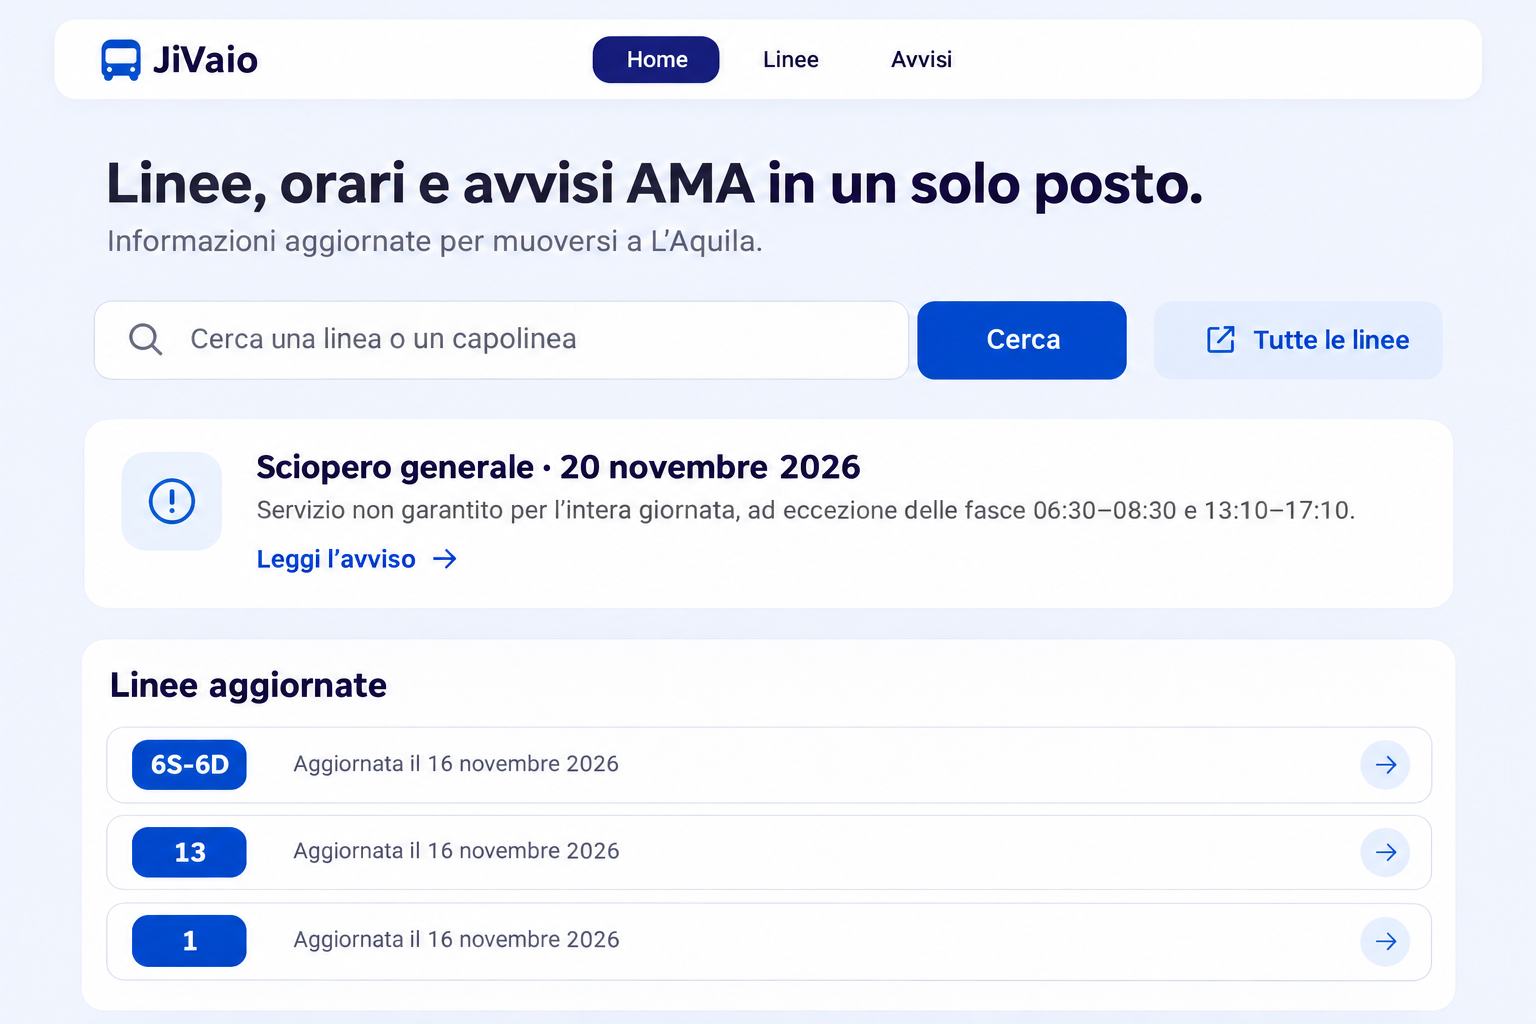 JiVaio
Home
Linee
Avvisi
Linee, orari e avvisi AMA in un solo posto.
Informazioni aggiornate per muoversi a L’Aquila.
Cerca una linea o un capolinea
Cerca
Tutte le linee
Sciopero generale · 20 novembre 2026
Servizio non garantito per l’intera giornata, ad eccezione delle fasce 06:30–08:30 e 13:10–17:10.
Leggi l’avviso →
Linee aggiornate
6S-6D Aggiornata il 16 novembre 2026
13 Aggiornata il 16 novembre 2026
1 Aggiornata il 16 novembre 2026